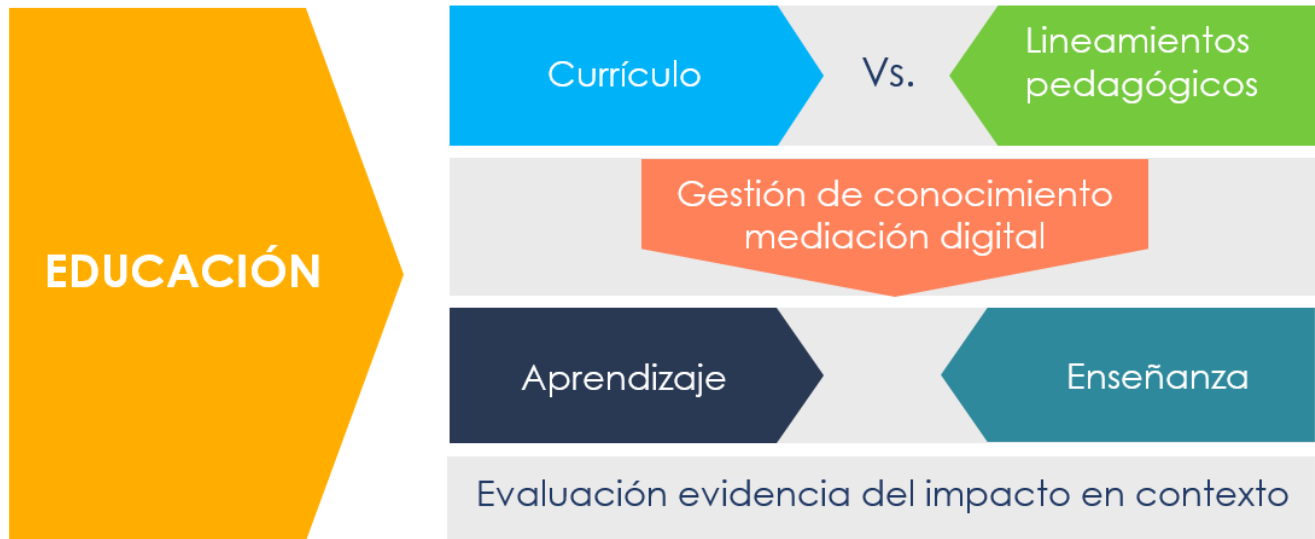 EDUCACIÓN
Currículo
Vs.
Lineamientos
pedagógicos
Gestión de conocimiento
mediación digital
Aprendizaje
Enseñanza
Evaluación evidencia del impacto en contexto